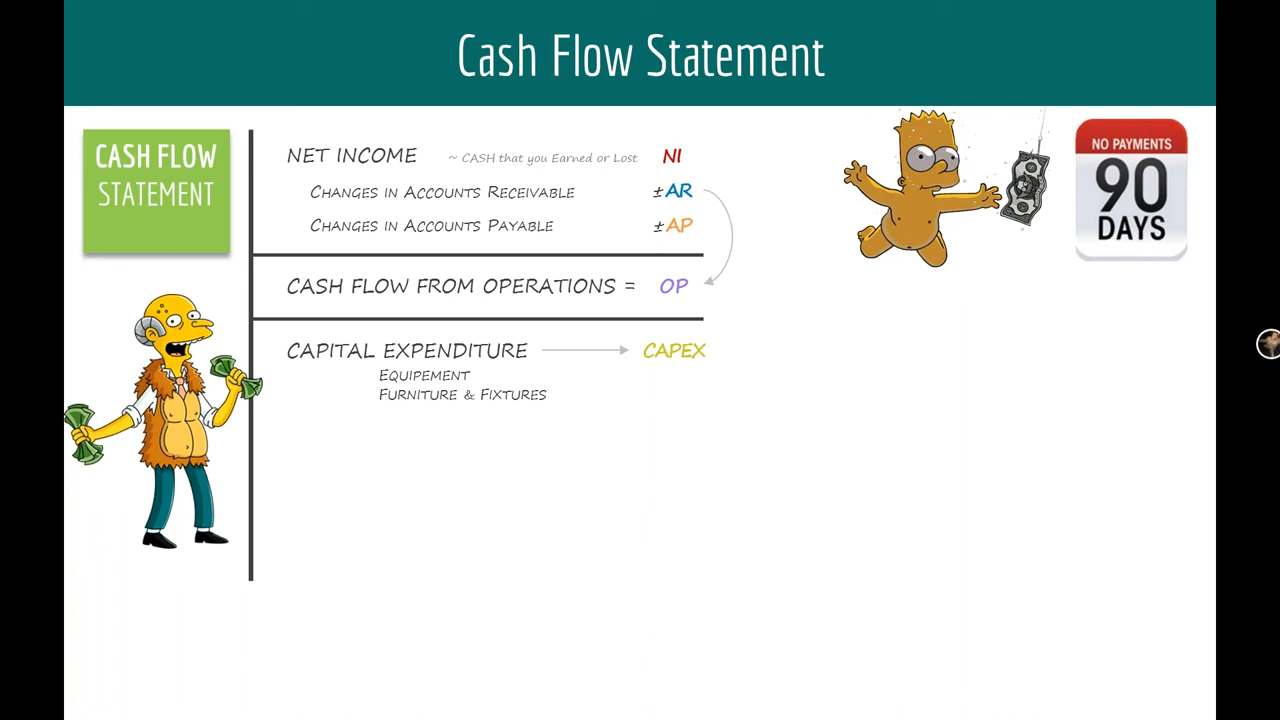 Cash Flow Statement
CASH FLOW
STATEMENT
NET INCOME ~ CASH that you Earned or Lost NI
CHANGES IN ACCOUNTS RECEIVABLE ±AR
CHANGES IN ACCOUNTS PAYABLE ±AP
CASH FLOW FROM OPERATIONS = OP
CAPITAL EXPENDITURE CAPEX
EQUIPEMENT
FURNITURE & FIXTURES
NO PAYMENTS
90
DAYS